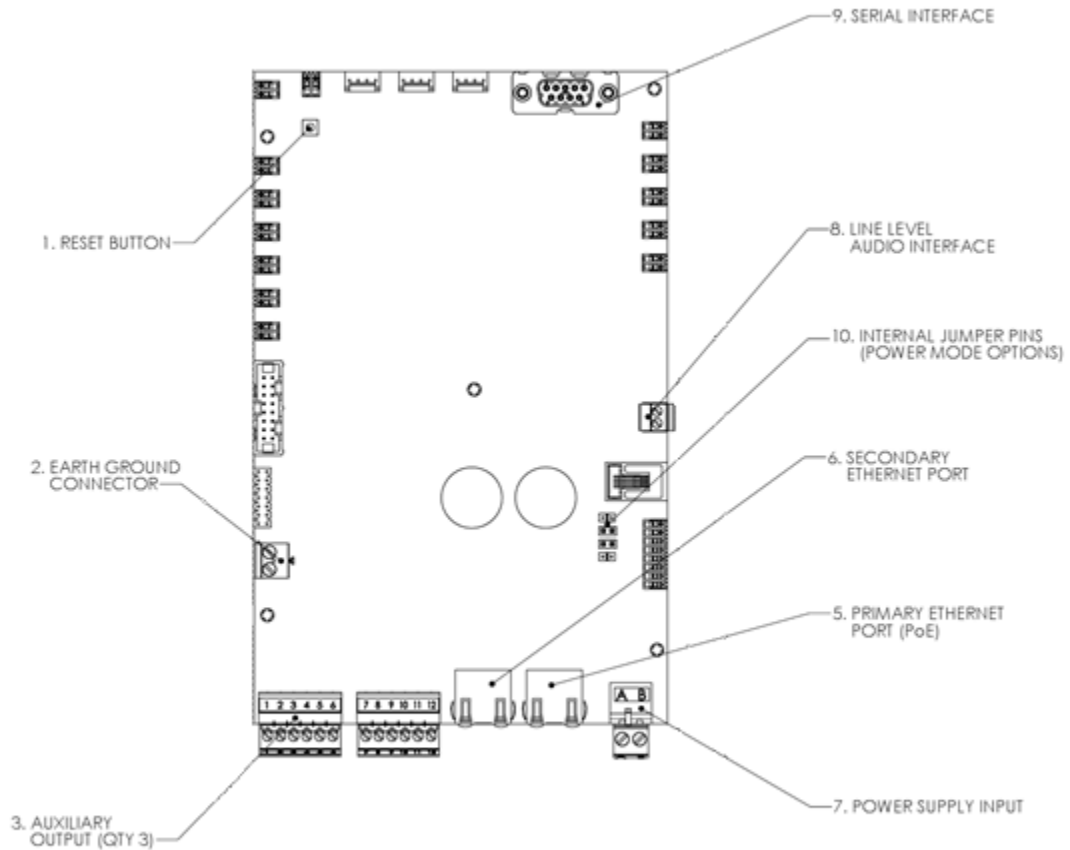 9. SERIAL INTERFACE
1. RESET BUTTON
8. LINE LEVEL
AUDIO INTERFACE
10. INTERNAL JUMPER PINS
(POWER MODE OPTIONS)
2. EARTH GROUND
CONNECTOR
6. SECONDARY
ETHERNET PORT
5. PRIMARY ETHERNET
PORT (PoE)
A B
1 2 3 4 5 6
7 8 9 10 11 12
7. POWER SUPPLY INPUT
3. AUXILIARY
OUTPUT (QTY 3)